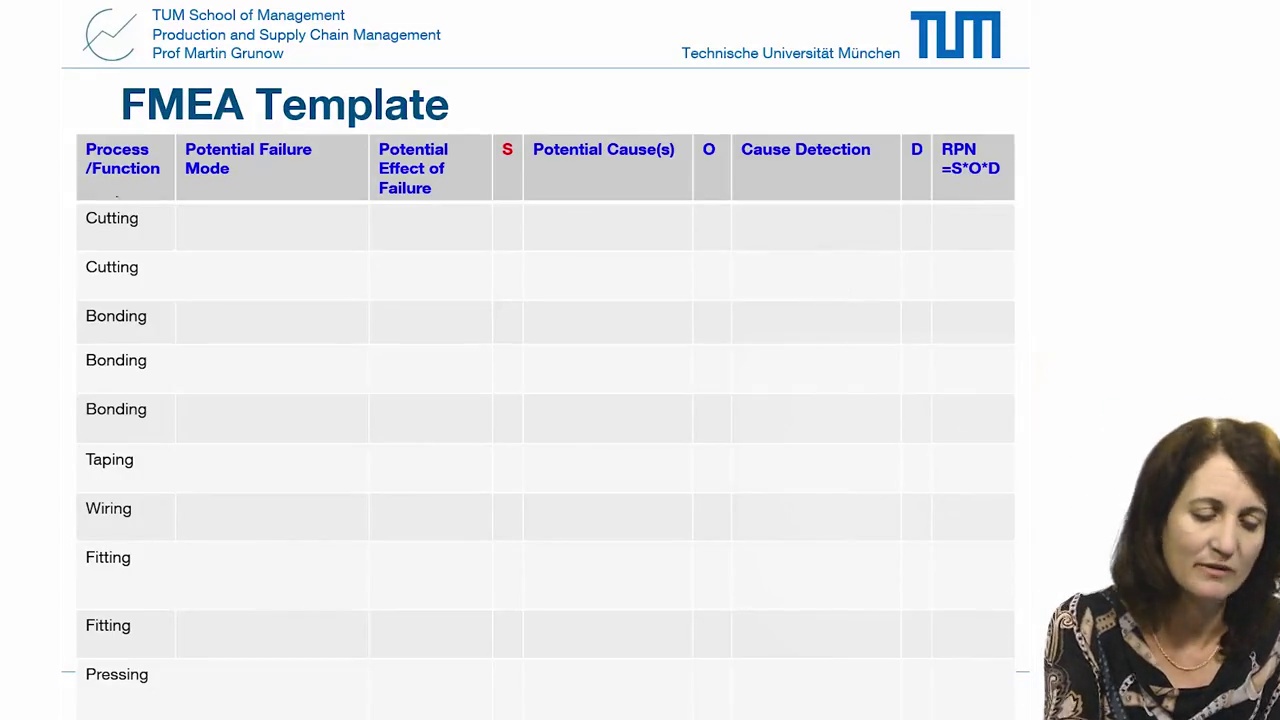 TUM School of Management
Production and Supply Chain Management
Prof Martin Grunow
Technische Universität München
TUM
FMEA Template
Process
/Function
Potential Failure
Mode
Potential
Effect of
Failure
S
Potential Cause(s)
O
Cause Detection
D
RPN
=S*O*D
Cutting
Cutting
Bonding
Bonding
Bonding
Taping
Wiring
Fitting
Fitting
Pressing